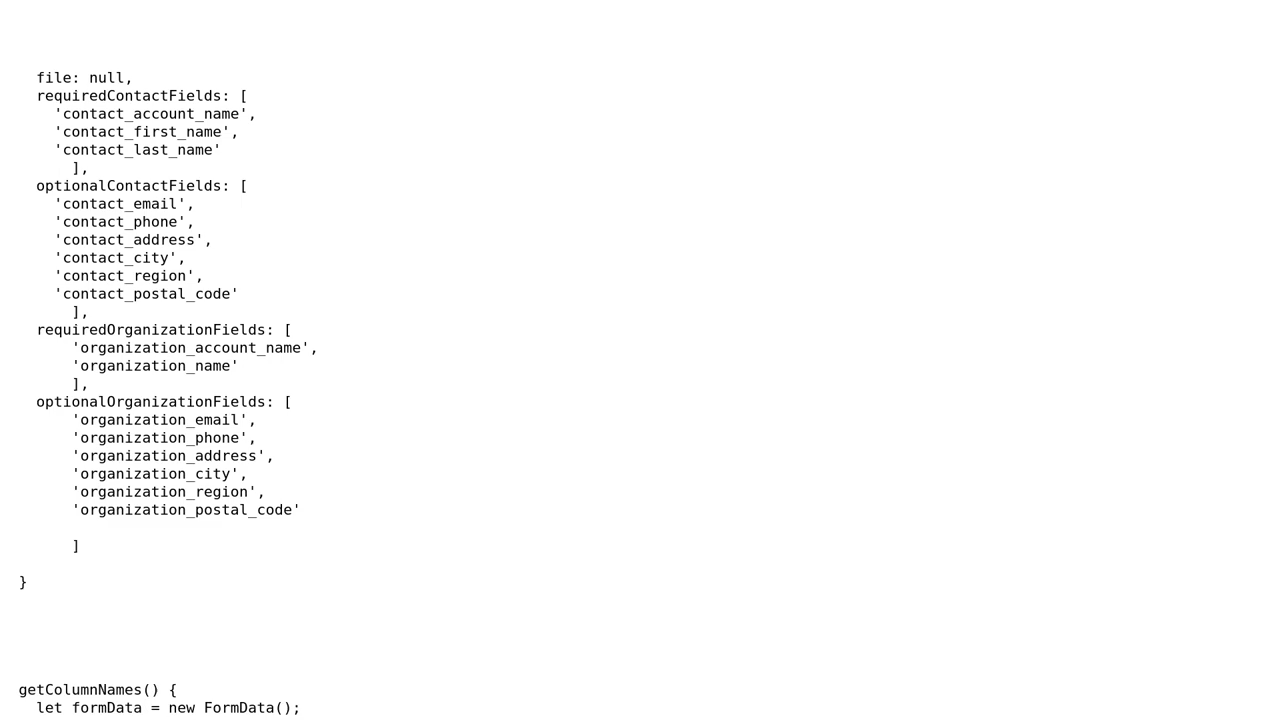 file: null,
requiredContactFields: [
'contact_account_name',
'contact_first_name',
'contact_last_name'
],
optionalContactFields: [
'contact_email',
'contact_phone',
'contact_address',
'contact_city',
'contact_region',
'contact_postal_code'
],
requiredOrganizationFields: [
'organization_account_name',
'organization_name'
],
optionalOrganizationFields: [
'organization_email',
'organization_phone',
'organization_address',
'organization_city',
'organization_region',
'organization_postal_code'
]
}
getColumnNames() {
let formData = new FormData();